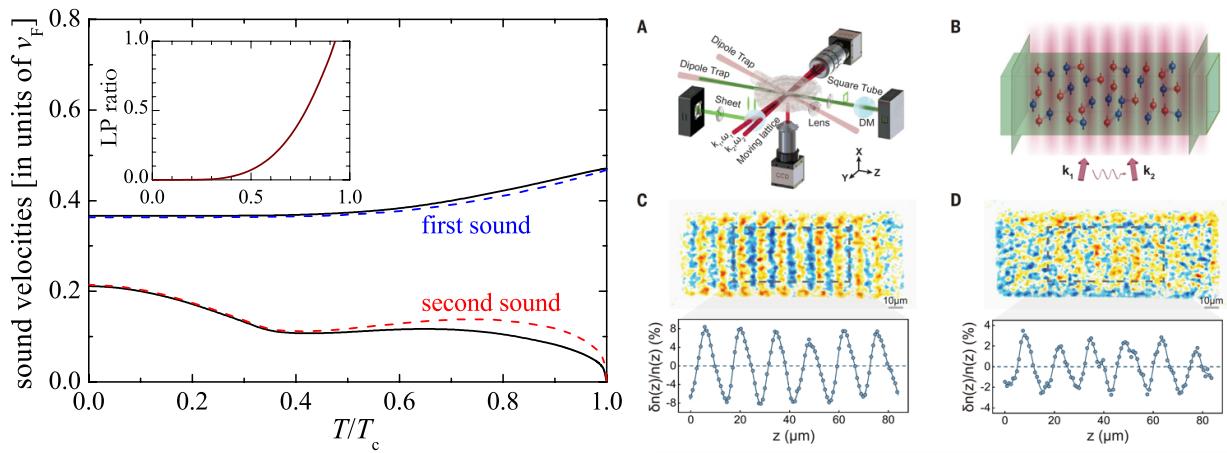 sound velocities [in units of vF]
0.8
0.6
0.4
0.2
0.0
LP ratio
1.0
0.5
0.0
0.0
0.5
1.0
first sound
second sound
0.0
0.2
0.4
0.6
0.8
1.0
T/Tc
A
Dipole Trap
Dipole Trap
Sheet
Square Tube
Lens
DM
k1,ω1
k2,ω2
Moving lattice
CCD
X
Y
Z
B
k1
k2
C
10μm
δn(z)/n(z) (%)
8
4
0
-4
-8
0
20
40
60
80
z (μm)
D
10μm
δn(z)/n(z) (%)
4
2
0
-2
-4
0
20
40
60
80
z (μm)